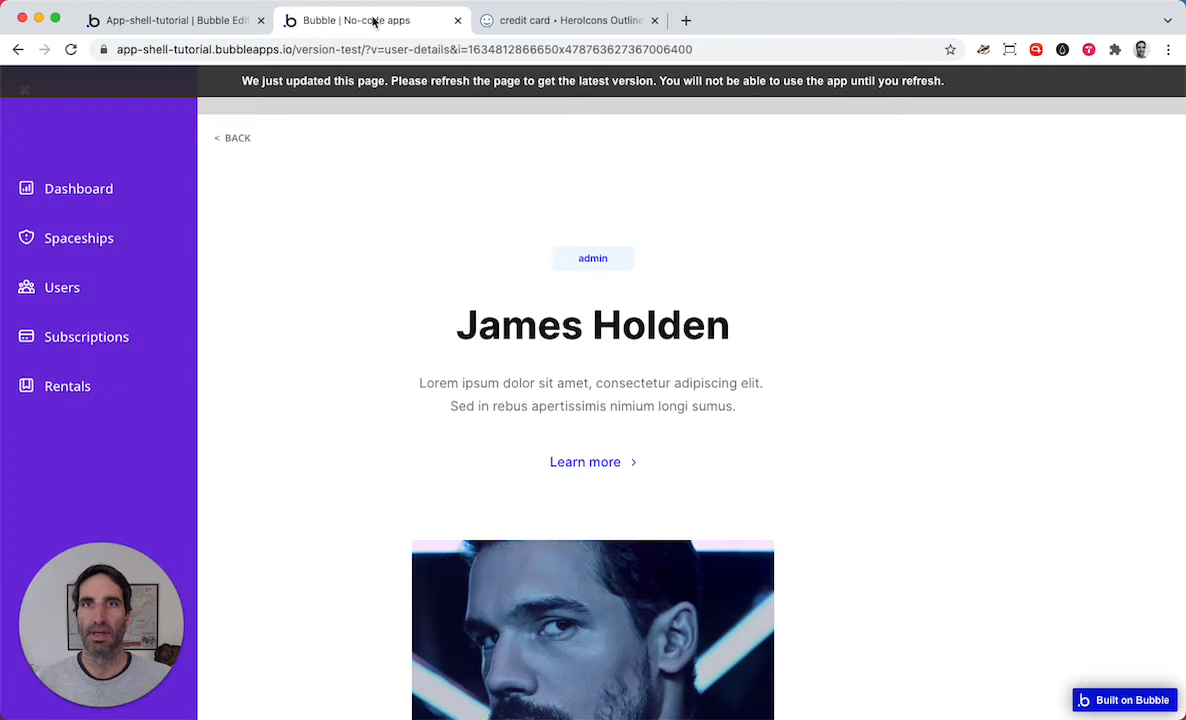 App-shell-tutorial | Bubble Edit
Bubble | No-code apps
credit card • HeroIcons Outline
app-shell-tutorial.bubbleapps.io/version-test/?v=user-details&i=1634812866650x478763627367006400
We just updated this page. Please refresh the page to get the latest version. You will not be able to use the app until you refresh.
< BACK
Dashboard
Spaceships
Users
Subscriptions
Rentals
admin
James Holden
Lorem ipsum dolor sit amet, consectetur adipiscing elit.
Sed in rebus apertissimis nimium longi sumus.
Learn more >
Built on Bubble